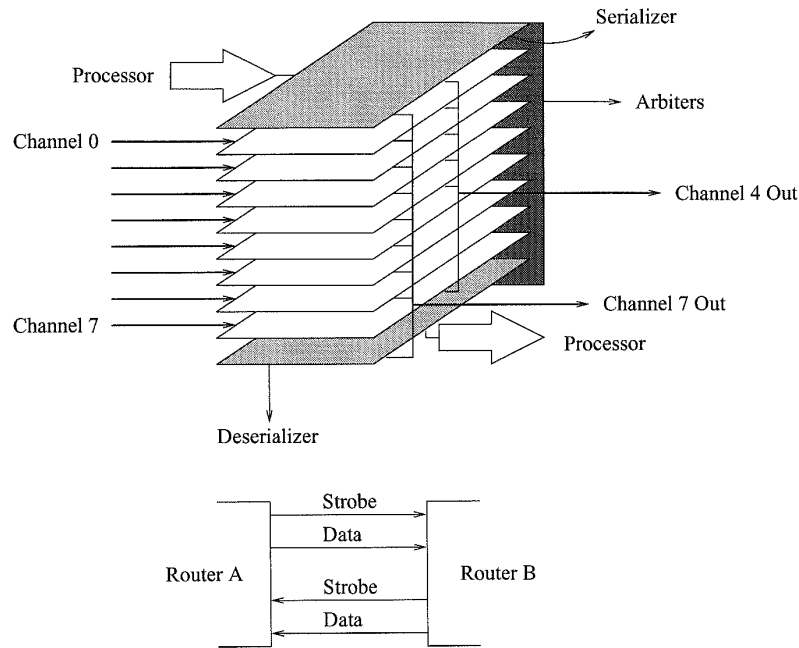 Serializer
Processor
Arbiters
Channel 0
Channel 4 Out
Channel 7
Channel 7 Out
Processor
Deserializer
Strobe
Data
Router A
Router B
Strobe
Data